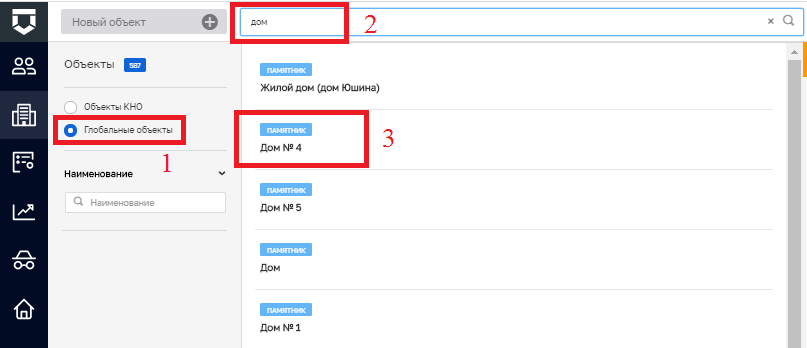 Новый объект
дом
2
Объекты 587
Объекты КНО
Глобальные объекты
1
Наименование
Наименование
ПАМЯТНИК
Жилой дом (дом Юшина)
ПАМЯТНИК
Дом № 4
3
ПАМЯТНИК
Дом № 5
ПАМЯТНИК
Дом
ПАМЯТНИК
Дом № 1